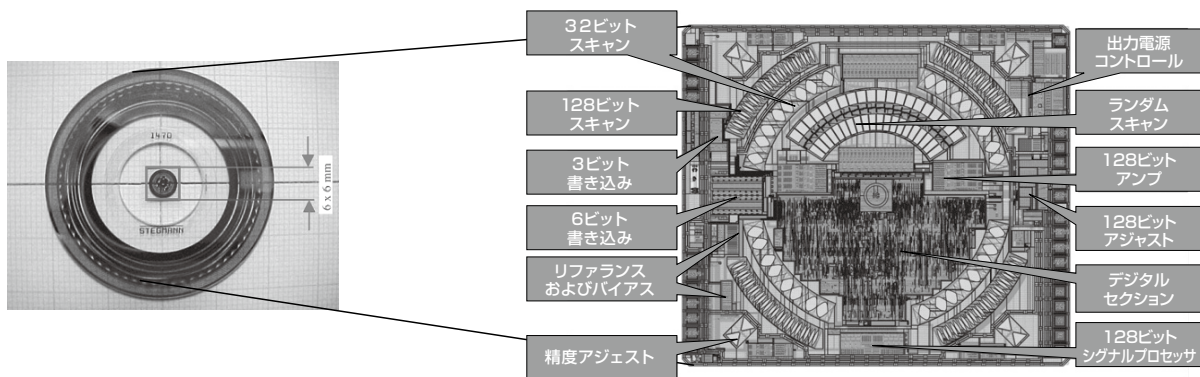 1470
STEGMANN
6 x 6 mm
32ビット
スキャン
128ビット
スキャン
3ビット
書き込み
6ビット
書き込み
リファランス
およびバイアス
精度アジェスト
出力電源
コントロール
ランダム
スキャン
128ビット
アンプ
128ビット
アジャスト
デジタル
セクション
128ビット
シグナルプロセッサ